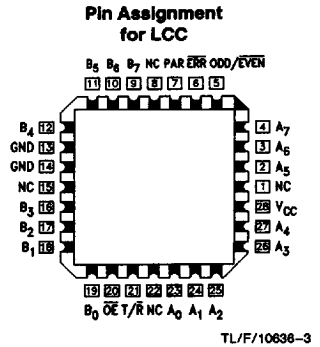 Pin Assignment
for LCC
B5 B6 B7 NC PAR ERR ODD/EVEN
11 10 9 8 7 6 5
B4 12
GND 13
GND 14
NC 15
B3 16
B2 17
B1 18
4 A7
3 A6
2 A5
1 NC
28 VCC
27 A4
26 A3
19 20 21 22 23 24 25
B0 OE T/R NC A0 A1 A2
TL/F/10636-3